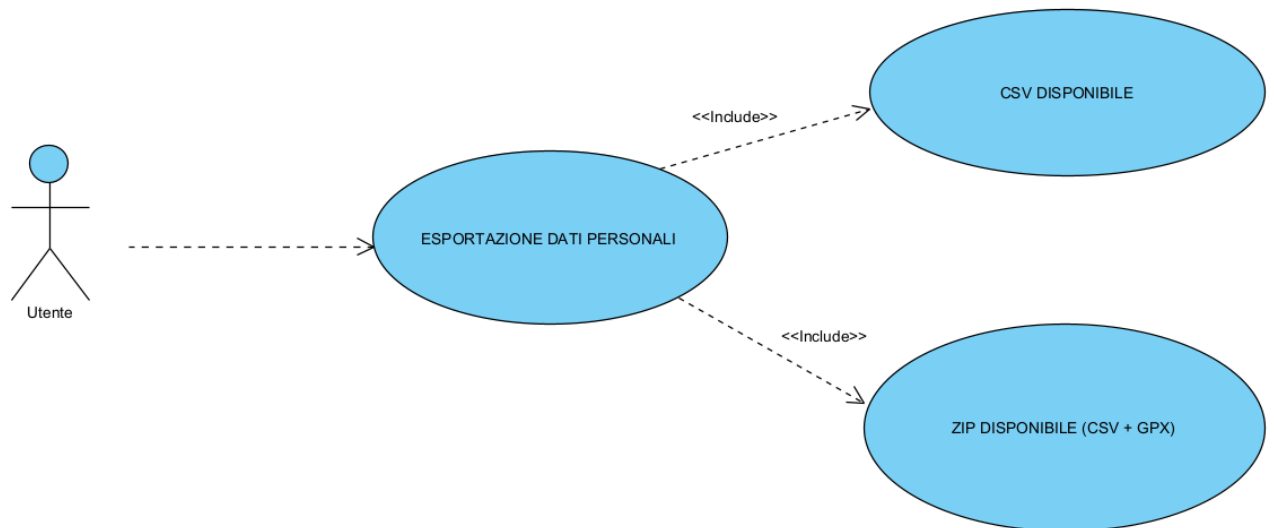 CSV DISPONIBILE
<<Include>>
ESPORTAZIONE DATI PERSONALI
Utente
<<Include>>
ZIP DISPONIBILE (CSV + GPX)